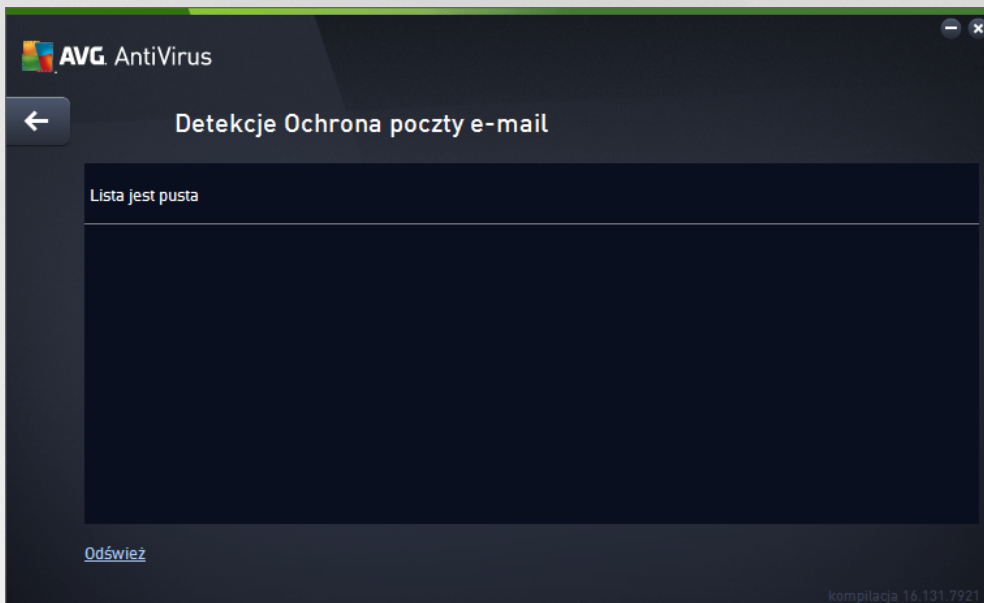 AVG. AntiVirus
Detekcje Ochrona poczty e-mail
Lista jest pusta
Odśwież
kompilacja 16.131.7921